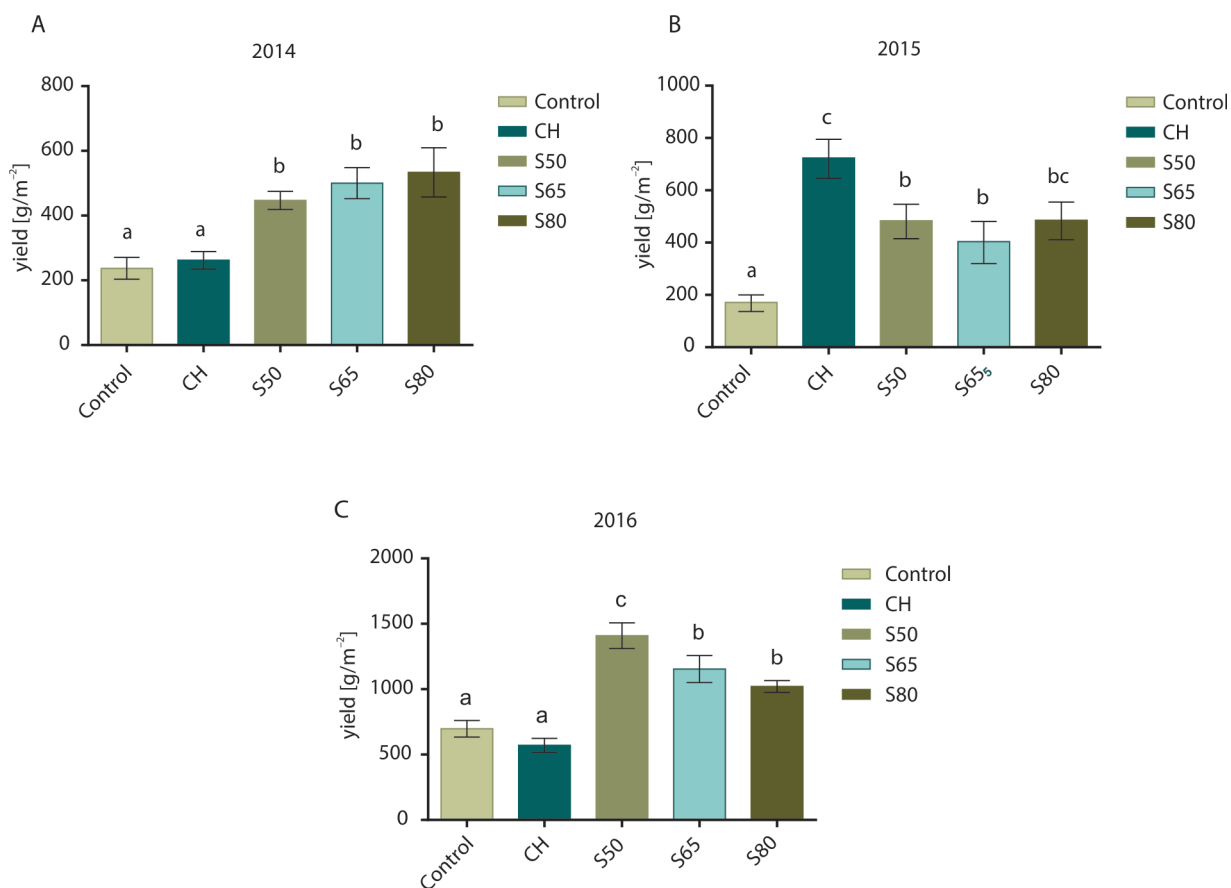 A
2014
yield [g/m⁻²]
800
600
400
200
0
a
a
b
b
b
Control
CH
S50
S65
S80
Control
CH
S50
S65
S80
B
2015
yield [g/m⁻²]
1000
800
600
400
200
0
a
c
b
b
bc
Control
CH
S50
S65₅
S80
Control
CH
S50
S65
S80
C
2016
yield [g/m⁻²]
2000
1500
1000
500
0
a
a
c
b
b
Control
CH
S50
S65
S80
Control
CH
S50
S65
S80